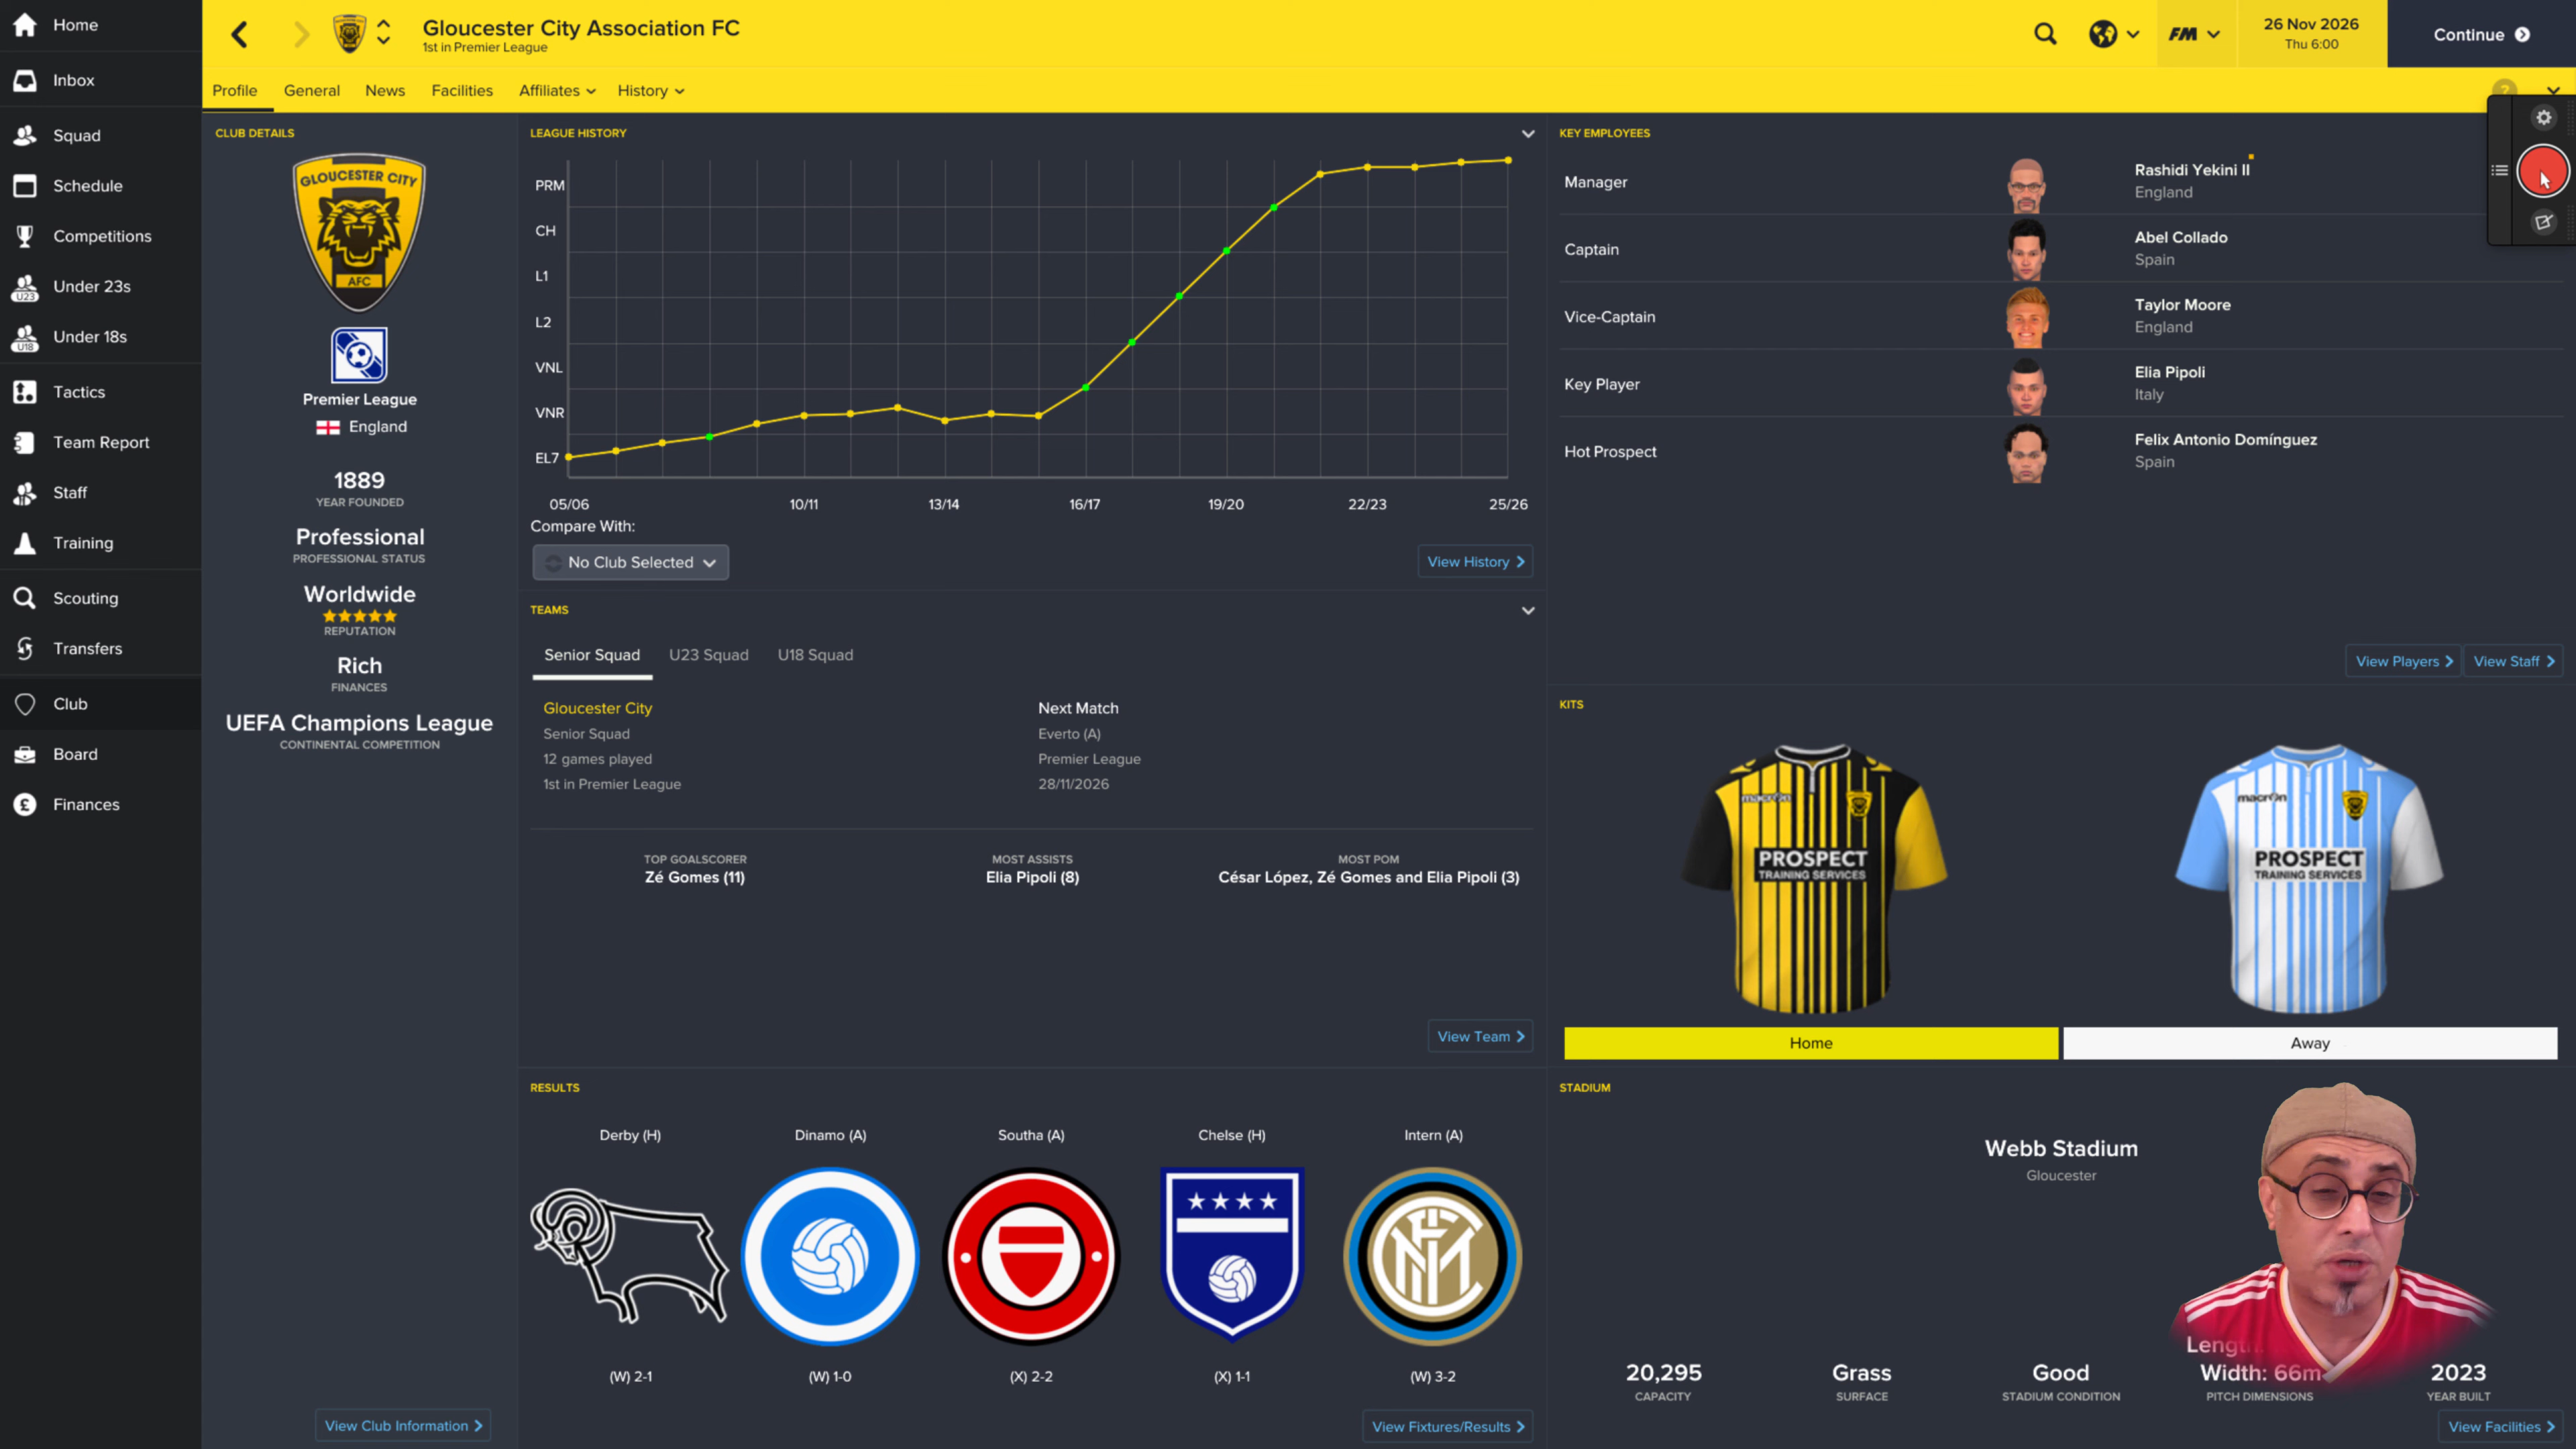 Home
Inbox
Squad
Schedule
Competitions
U23
Under 23s
U18
Under 18s
Tactics
Team Report
Staff
Training
Scouting
Transfers
Club
Board
Finances
Gloucester City Association FC
1st in Premier League
FM
26 Nov 2026
Thu 6:00
Continue
Profile
General
News
Facilities
Affiliates
History
?
CLUB DETAILS
GLOUCESTER CITY
AFC
Premier League
England
1889
YEAR FOUNDED
Professional
PROFESSIONAL STATUS
Worldwide
REPUTATION
Rich
FINANCES
UEFA Champions League
CONTINENTAL COMPETITION
View Club Information
LEAGUE HISTORY
PRM
CH
L1
L2
VNL
VNR
EL7
05/06
10/11
13/14
16/17
19/20
22/23
25/26
Compare With:
No Club Selected
View History
TEAMS
Senior Squad
U23 Squad
U18 Squad
Gloucester City
Senior Squad
12 games played
1st in Premier League
Next Match
Everto (A)
Premier League
28/11/2026
TOP GOALSCORER
Zé Gomes (11)
MOST ASSISTS
Elia Pipoli (8)
MOST POM
César López, Zé Gomes and Elia Pipoli (3)
View Team
RESULTS
Derby (H)
Dinamo (A)
Southa (A)
Chelse (H)
Intern (A)
(W) 2-1
(W) 1-0
(X) 2-2
(X) 1-1
(W) 3-2
View Fixtures/Results
KEY EMPLOYEES
Manager
Rashidi Yekini II
England
Captain
Abel Collado
Spain
Vice-Captain
Taylor Moore
England
Key Player
Elia Pipoli
Italy
Hot Prospect
Felix Antonio Domínguez
Spain
View Players
View Staff
KITS
macron
PROSPECT
TRAINING SERVICES
macron
PROSPECT
TRAINING SERVICES
Home
Away
STADIUM
Webb Stadium
Gloucester
20,295
CAPACITY
Grass
SURFACE
Good
STADIUM CONDITION
Width: 66m
PITCH DIMENSIONS
2023
YEAR BUILT
View Facilities